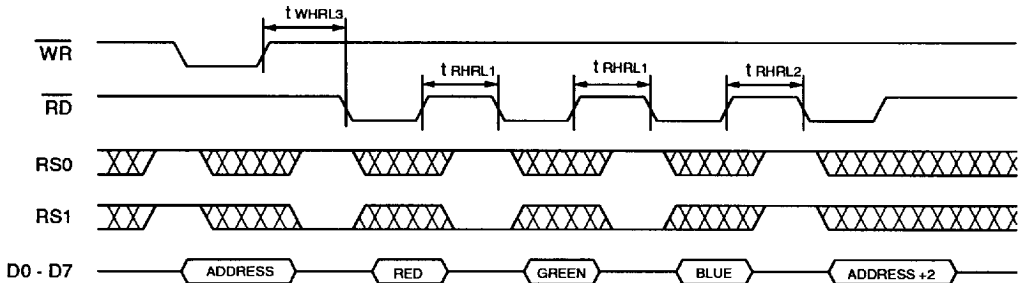 t WHRL3
WR
t RHRL1 t RHRL1 t RHRL2
RD
RS0
RS1
D0 - D7 ADDRESS RED GREEN BLUE ADDRESS +2